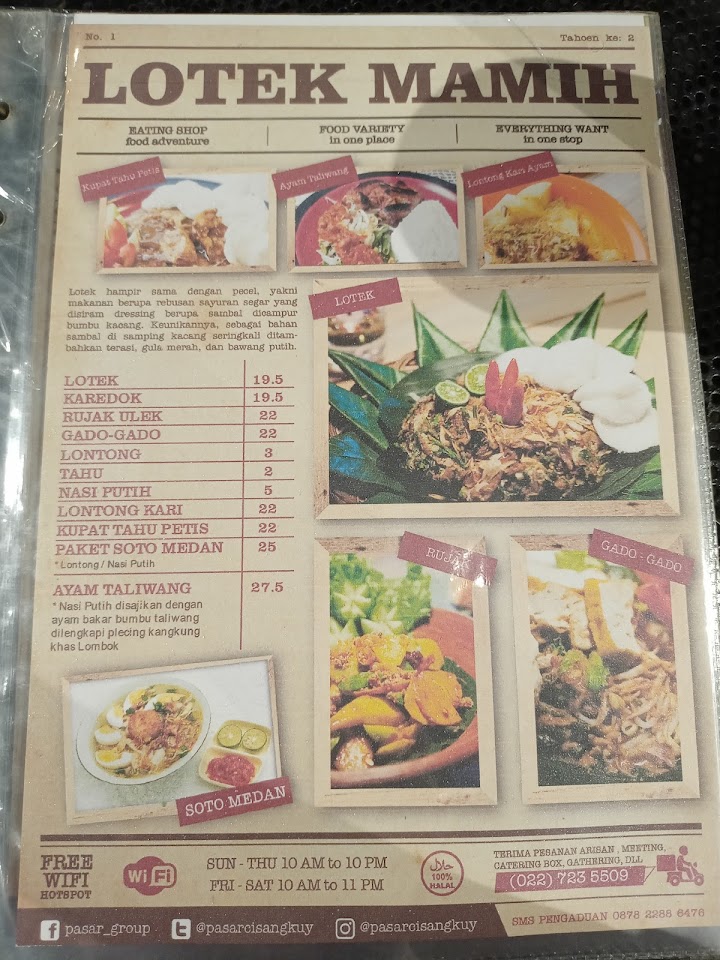 No. 1
Tahoen ke: 2
LOTEK MAMIH
EATING SHOP
food adventure
FOOD VARIETY
in one place
EVERYTHING WANT
in one stop
Kupat Tahu Petis
Ayam Taliwang
Lontong Kari Ayam
Lotek hampir sama dengan pecel, yakni
makanan berupa rebusan sayuran segar yang
disiram dressing berupa sambal dicampur
bumbu kacang. Keunikannya, sebagai bahan
sambal di samping kacang seringkali ditam-
bahkan terasi, gula merah, dan bawang putih.
LOTEK
LOTEK 19.5
KAREDOK 19.5
RUJAK ULEK 22
GADO-GADO 22
LONTONG 3
TAHU 2
NASI PUTIH 5
LONTONG KARI 22
KUPAT TAHU PETIS 22
PAKET SOTO MEDAN 25
* Lontong / Nasi Putih
AYAM TALIWANG 27.5
* Nasi Putih disajikan dengan
ayam bakar bumbu taliwang
dilengkapi plecing kangkung
khas Lombok
RUJAK
GADO - GADO
SOTO MEDAN
FREE
WIFI
HOTSPOT
WiFi
SUN - THU 10 AM to 10 PM
FRI - SAT 10 AM to 11 PM
حلال
100%
HALAL
TERIMA PESANAN ARISAN , MEETING,
CATERING BOX, GATHERING, DLL
(022) 723 5509
pasar_group
@pasarcisangkuy
@pasarcisangkuy
SMS PENGADUAN 0878 2288 6476